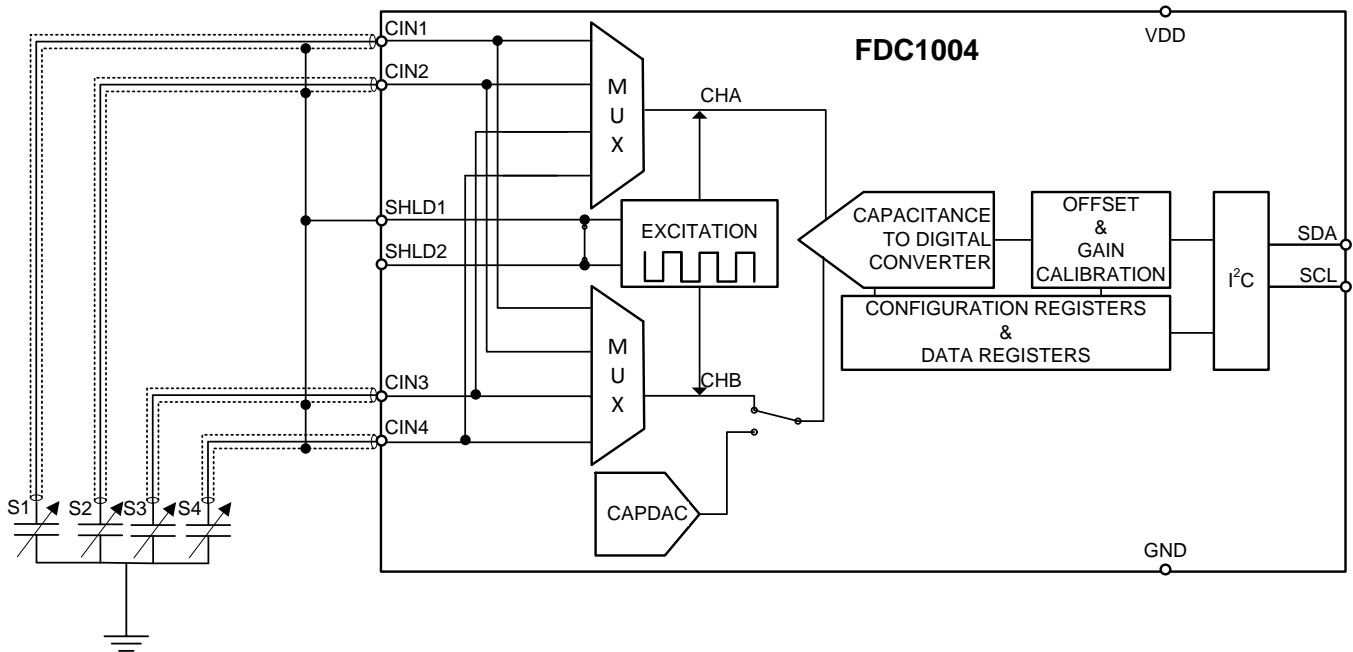 CIN1
FDC1004
VDD
CIN2
M
U
X
CHA
SHLD1
EXCITATION
SHLD2
CAPACITANCE
TO DIGITAL
CONVERTER
OFFSET
&
GAIN
CALIBRATION
I²C
SDA
SCL
CONFIGURATION REGISTERS
&
DATA REGISTERS
M
U
X
CHB
CIN3
CIN4
CAPDAC
S1
S2
S3
S4
GND